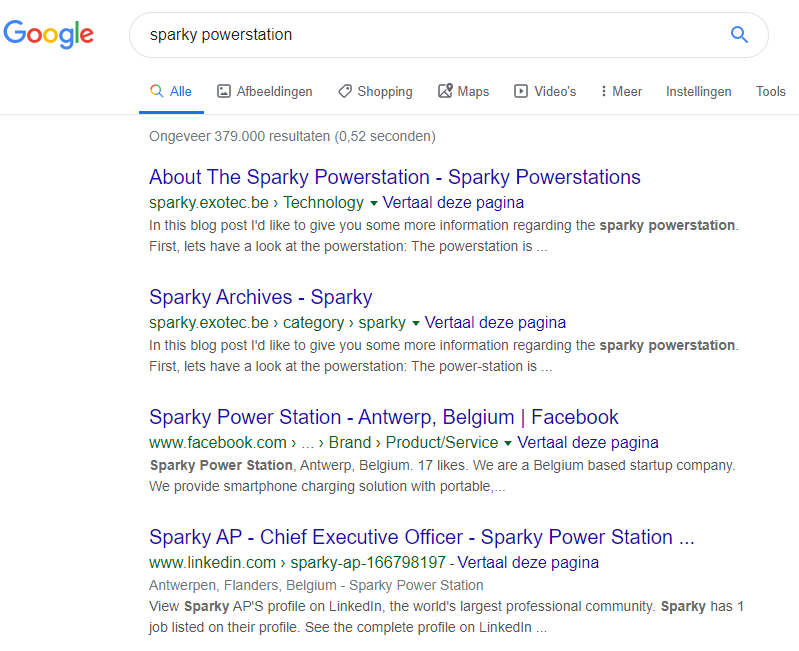 Google
sparky powerstation
Alle Afbeeldingen Shopping Maps Video's Meer Instellingen Tools
Ongeveer 379.000 resultaten (0,52 seconden)
About The Sparky Powerstation - Sparky Powerstations
sparky.exotec.be › Technology ▾ Vertaal deze pagina
In this blog post I'd like to give you some more information regarding the sparky powerstation.
First, lets have a look at the powerstation: The powerstation is ...
Sparky Archives - Sparky
sparky.exotec.be › category › sparky ▾ Vertaal deze pagina
In this blog post I'd like to give you some more information regarding the sparky powerstation.
First, lets have a look at the powerstation: The power-station is ...
Sparky Power Station - Antwerp, Belgium | Facebook
www.facebook.com › ... › Brand › Product/Service ▾ Vertaal deze pagina
Sparky Power Station, Antwerp, Belgium. 17 likes. We are a Belgium based startup company.
We provide smartphone charging solution with portable,...
Sparky AP - Chief Executive Officer - Sparky Power Station ...
www.linkedin.com › sparky-ap-166798197 - Vertaal deze pagina
Antwerpen, Flanders, Belgium - Sparky Power Station
View Sparky AP'S profile on LinkedIn, the world's largest professional community. Sparky has 1
job listed on their profile. See the complete profile on LinkedIn ...